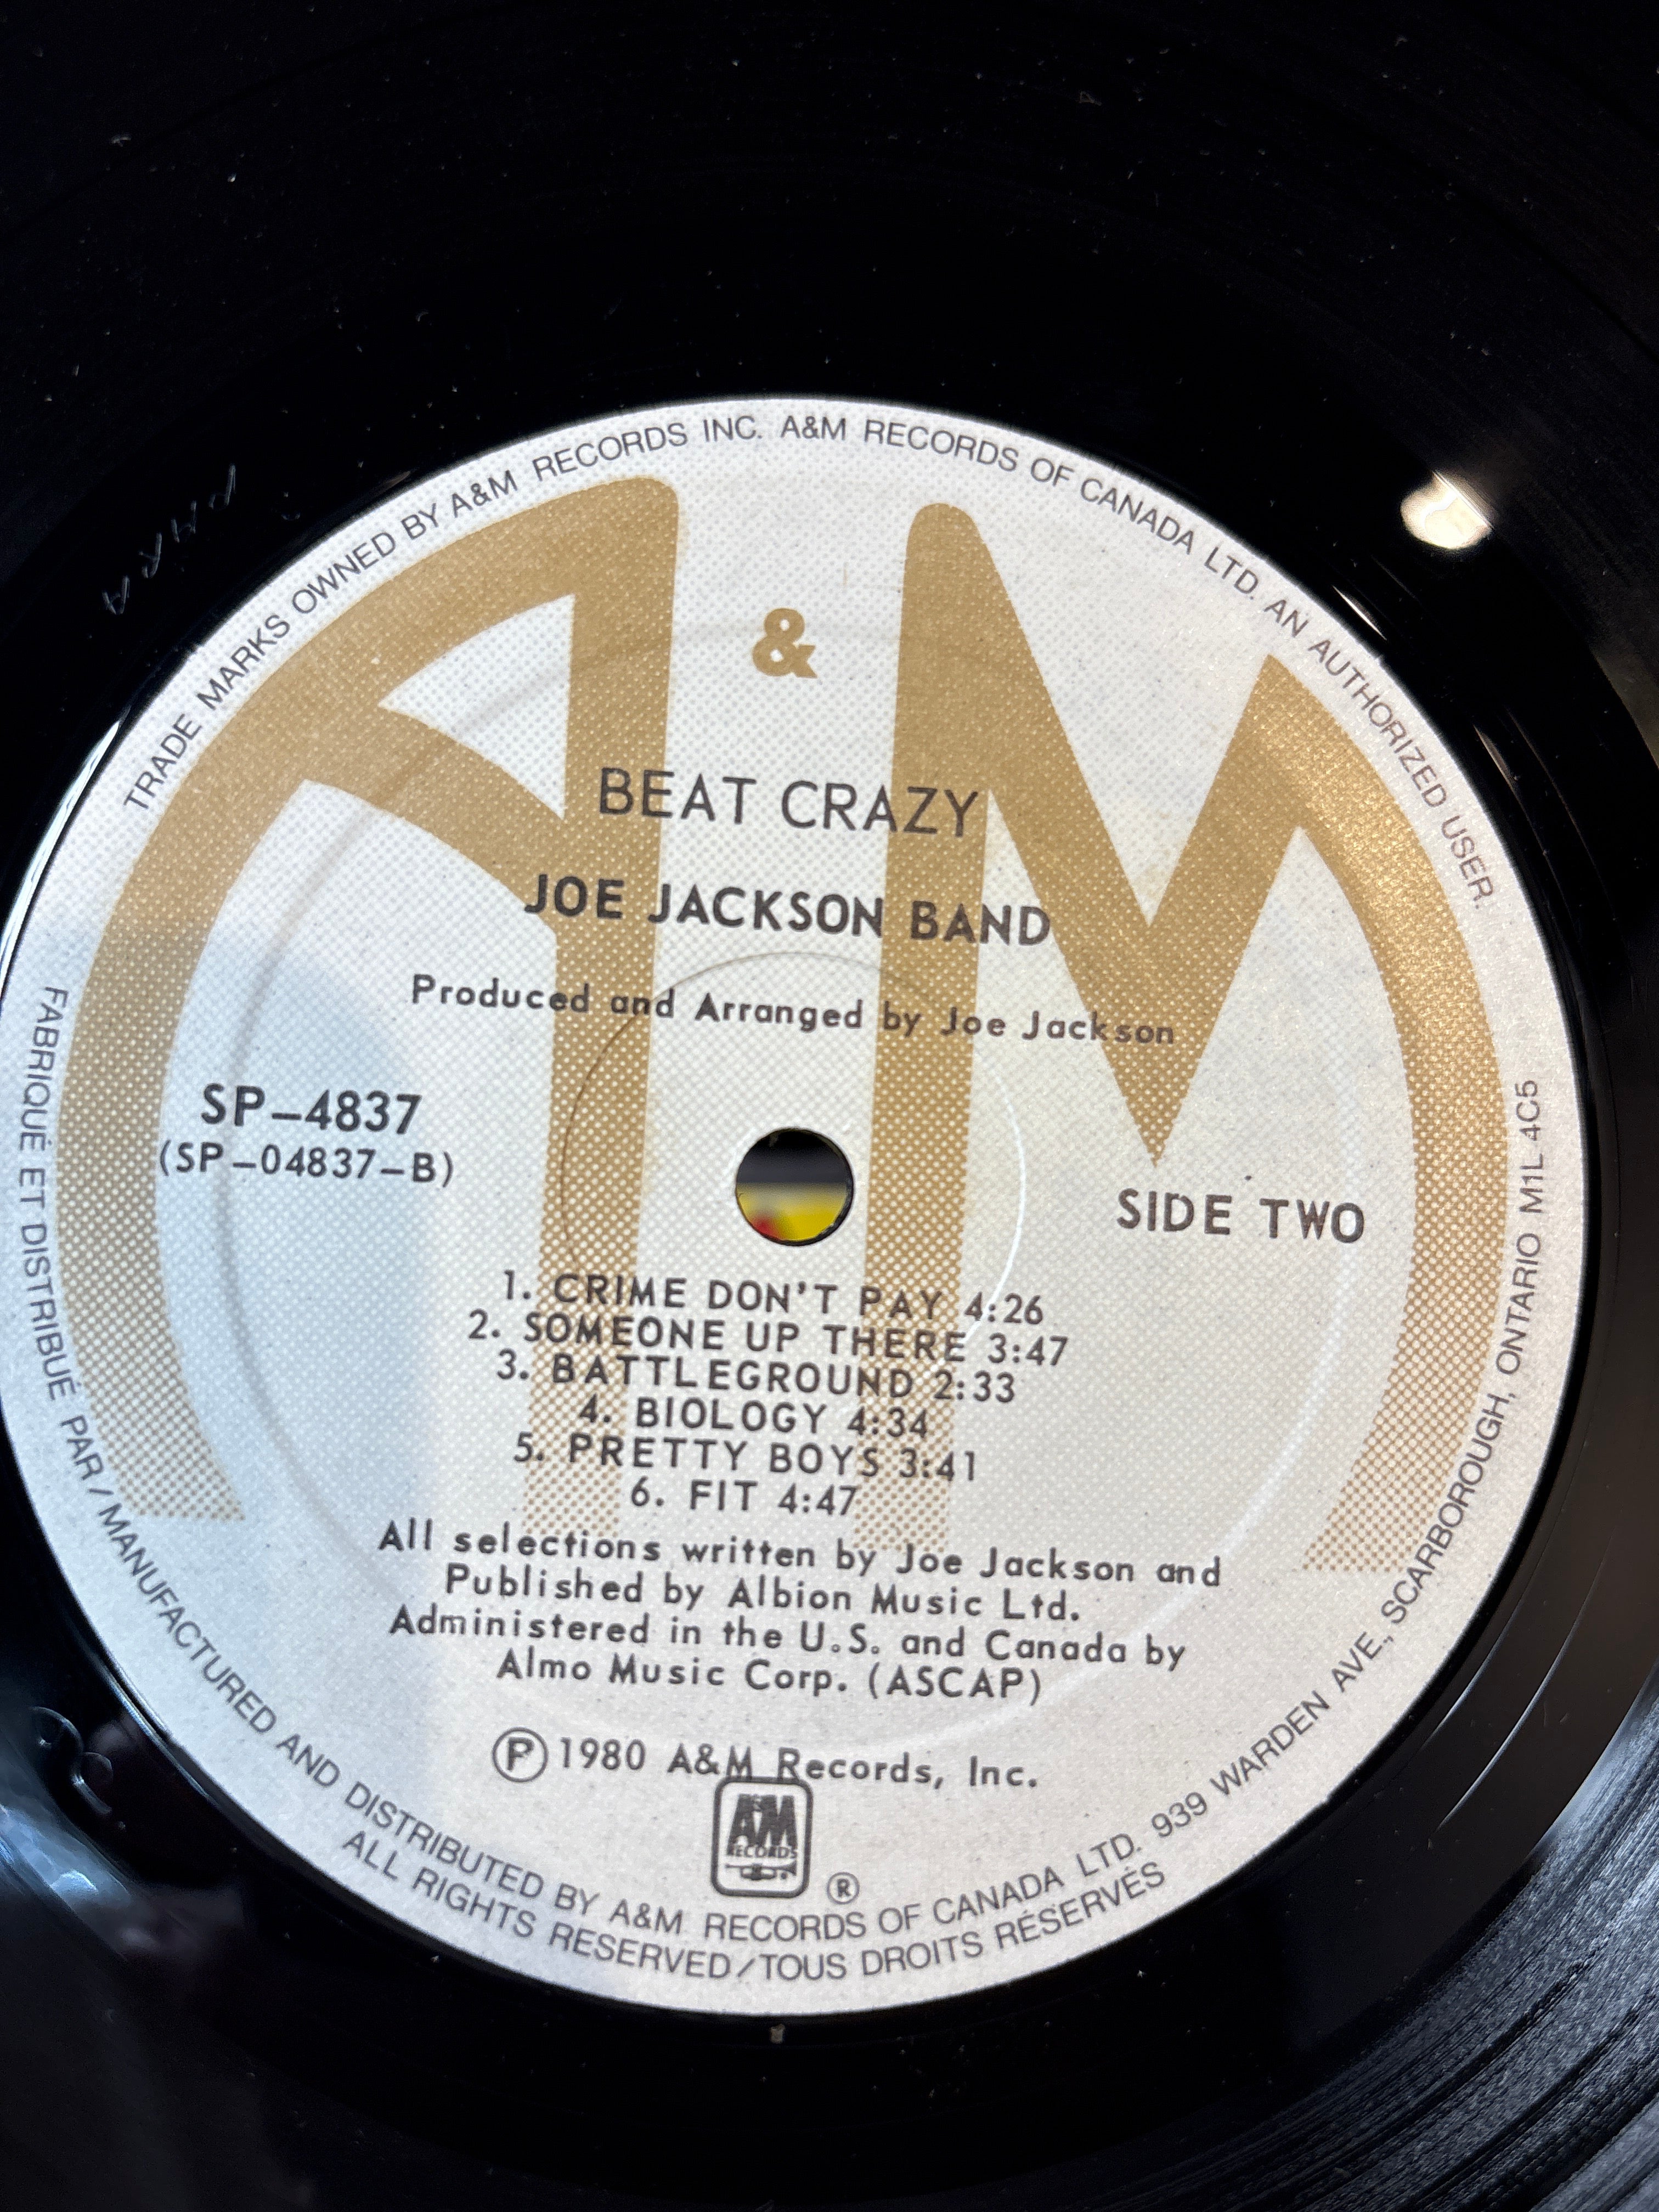 TRADE MARKS OWNED BY A&M RECORDS INC. A&M RECORDS OF CANADA LTD. AN AUTHORIZED USER.
&
BEAT CRAZY
JOE JACKSON BAND
Produced and Arranged by Joe Jackson
SP-4837
(SP-04837-B)
SIDE TWO
1. CRIME DON'T PAY 4:26
2. SOMEONE UP THERE 3:47
3. BATTLEGROUND 2:33
4. BIOLOGY 4:34
5. PRETTY BOYS 3:41
6. FIT 4:47
All selections written by Joe Jackson and
Published by Albion Music Ltd.
Administered in the U.S. and Canada by
Almo Music Corp. (ASCAP)
Ⓟ 1980 A&M Records, Inc.
A&M
RECORDS
®
FABRIQUÉ ET DISTRIBUÉ PAR / MANUFACTURED AND DISTRIBUTED BY A&M RECORDS OF CANADA LTD. 939 WARDEN AVE., SCARBOROUGH, ONTARIO M1L 4C5
ALL RIGHTS RESERVED/TOUS DROITS RÉSERVÉS